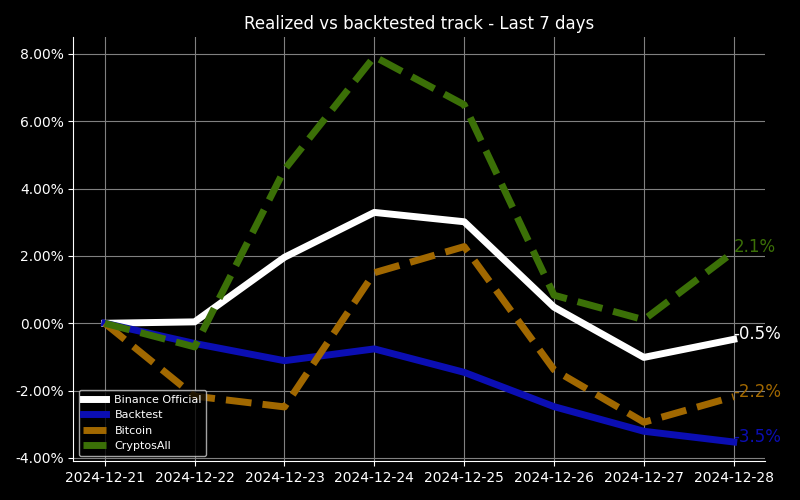 Realized vs backtested track - Last 7 days
8.00%
6.00%
4.00%
2.00%
0.00%
-2.00%
-4.00%
2.1%
-0.5%
-2.2%
-3.5%
Binance Official
Backtest
Bitcoin
CryptosAll
2024-12-21 2024-12-22 2024-12-23 2024-12-24 2024-12-25 2024-12-26 2024-12-27 2024-12-28